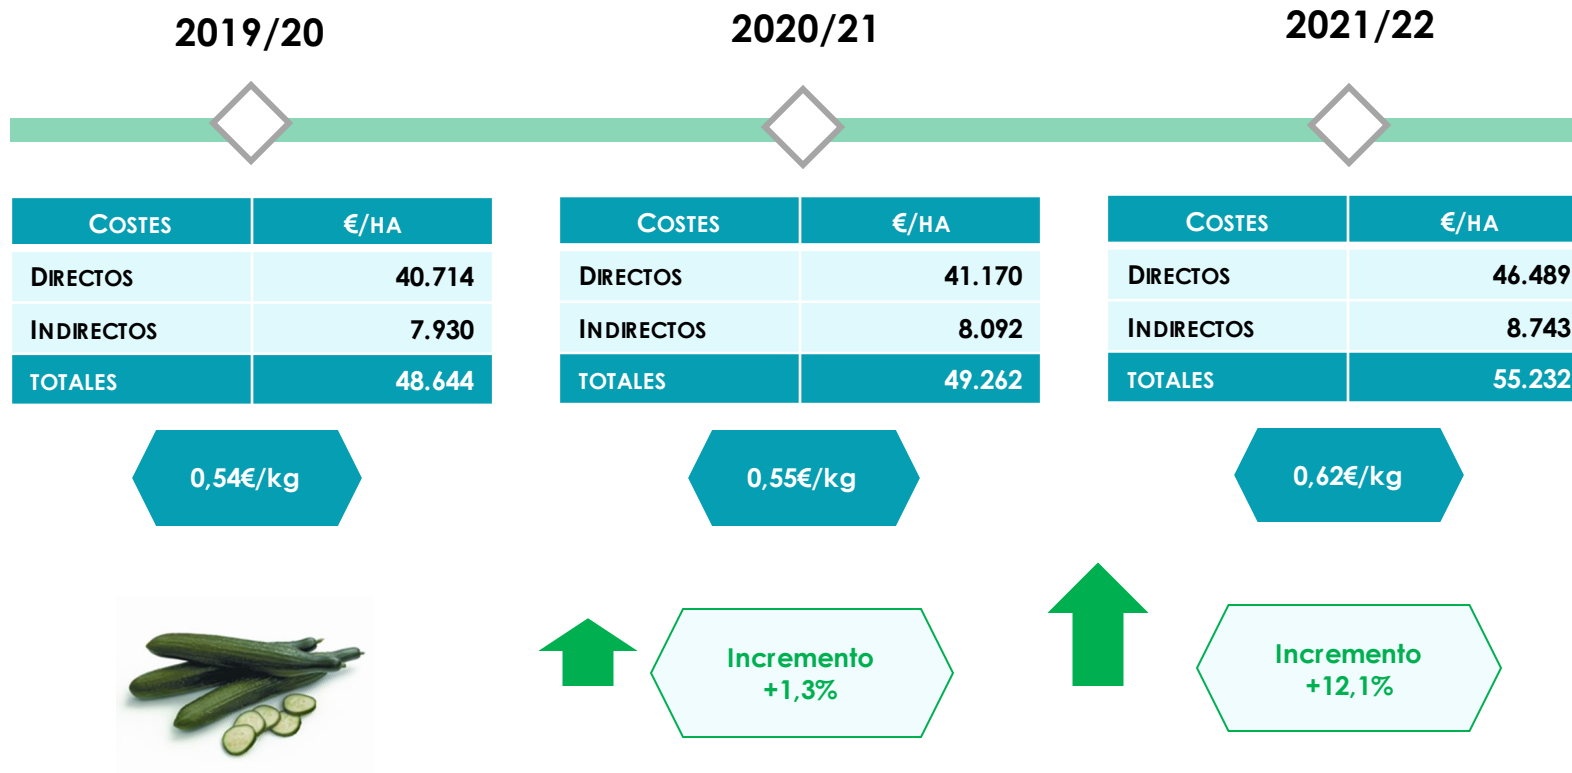 2019/20
2020/21
2021/22
COSTES €/HA
DIRECTOS 40.714
INDIRECTOS 7.930
TOTALES 48.644
COSTES €/HA
DIRECTOS 41.170
INDIRECTOS 8.092
TOTALES 49.262
COSTES €/HA
DIRECTOS 46.489
INDIRECTOS 8.743
TOTALES 55.232
0,54€/kg
0,55€/kg
0,62€/kg
Incremento
+1,3%
Incremento
+12,1%